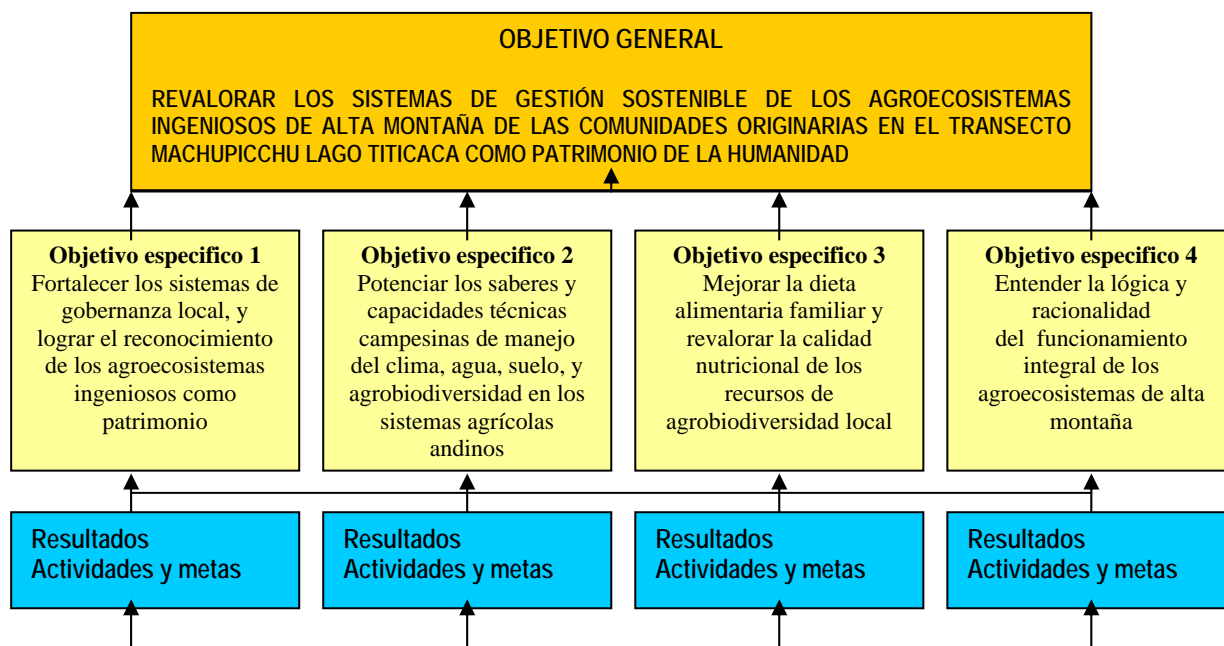 OBJETIVO GENERAL
REVALORAR LOS SISTEMAS DE GESTIÓN SOSTENIBLE DE LOS AGROECOSISTEMAS
INGENIOSOS DE ALTA MONTAÑA DE LAS COMUNIDADES ORIGINARIAS EN EL TRANSECTO
MACHUPICCHU LAGO TITICACA COMO PATRIMONIO DE LA HUMANIDAD
Objetivo especifico 1
Fortalecer los sistemas de
gobernanza local, y
lograr el reconocimiento
de los agroecosistemas
ingeniosos como
patrimonio
Objetivo especifico 2
Potenciar los saberes y
capacidades técnicas
campesinas de manejo
del clima, agua, suelo, y
agrobiodiversidad en los
sistemas agrícolas
andinos
Objetivo especifico 3
Mejorar la dieta
alimentaria familiar y
revalorar la calidad
nutricional de los
recursos de
agrobiodiversidad local
Objetivo especifico 4
Entender la lógica y
racionalidad
del funcionamiento
integral de los
agroecosistemas de alta
montaña
Resultados
Actividades y metas
Resultados
Actividades y metas
Resultados
Actividades y metas
Resultados
Actividades y metas